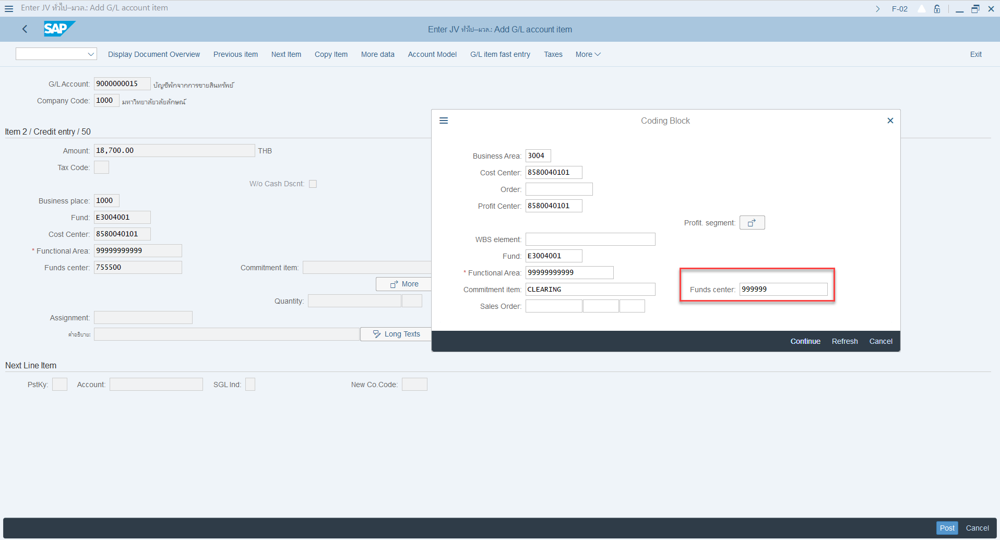 Enter JV ทั่วไป–มวล.: Add G/L account item
F-02
SAP
Enter JV ทั่วไป–มวล.: Add G/L account item
Display Document Overview
Previous item
Next Item
Copy Item
More data
Account Model
G/L item fast entry
Taxes
More
Exit
G/L Account: 9000000015 บัญชีพักจากการขายสินทรัพย์
Company Code: 1000 มหาวิทยาลัยวลัยลักษณ์
Item 2 / Credit entry / 50
Amount: 18,700.00 THB
Tax Code:
W/o Cash Dscnt:
Business place: 1000
Fund: E3004001
Cost Center: 8580040101
* Functional Area: 99999999999
Funds center: 755500 Commitment item:
More
Quantity:
Assignment:
คำอธิบาย: Long Texts
Next Line Item
PstKy: Account: SGL Ind: New Co.Code:
Coding Block
Business Area: 3004
Cost Center: 8580040101
Order:
Profit Center: 8580040101
Profit. segment:
WBS element:
Fund: E3004001
* Functional Area: 99999999999
Commitment item: CLEARING Funds center: 999999
Sales Order:
Continue Refresh Cancel
Post Cancel